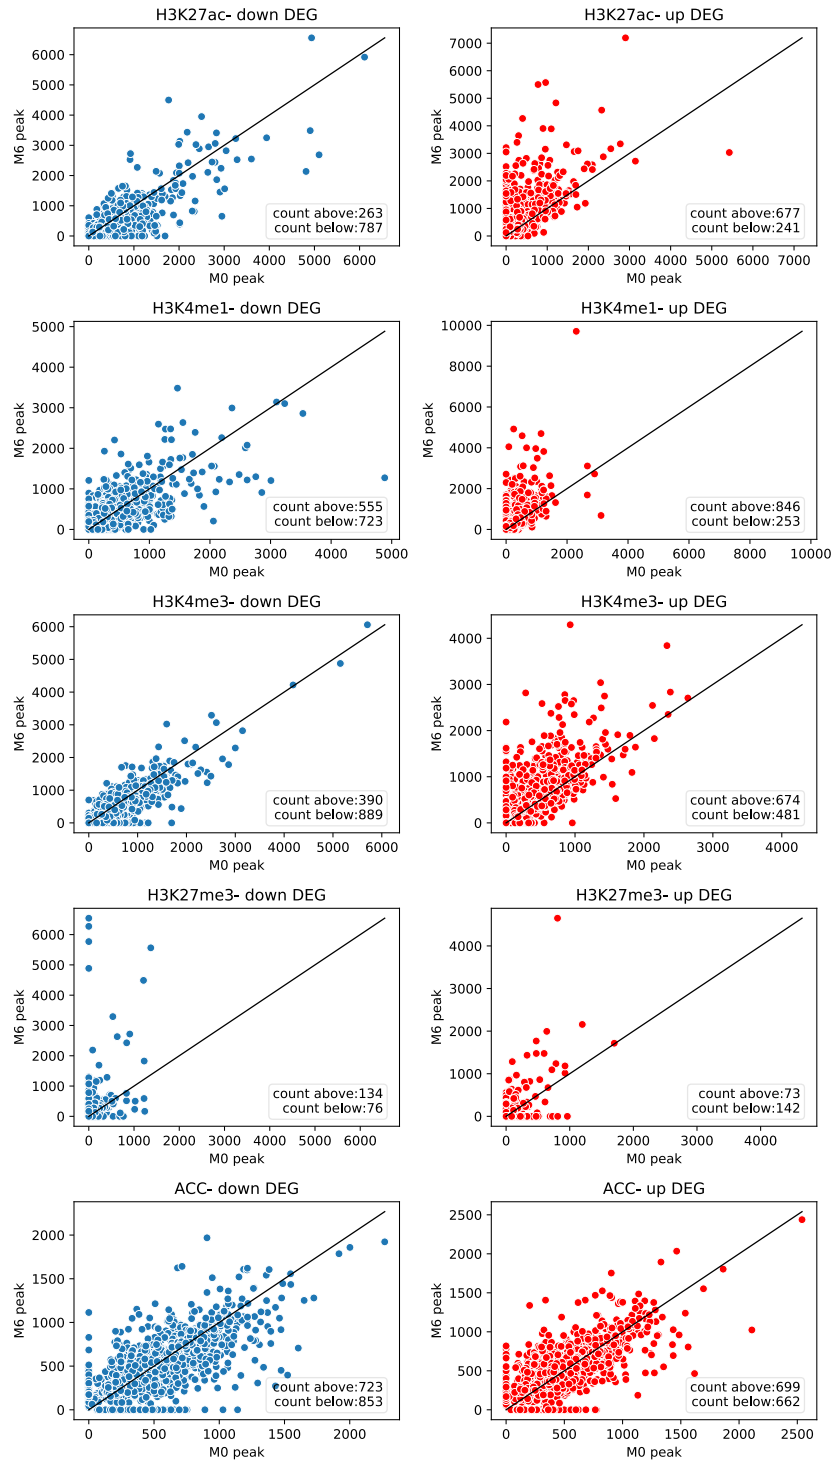 H3K27ac- down DEG
M6 peak
6000
5000
4000
3000
2000
1000
0
count above:263
count below:787
0 1000 2000 3000 4000 5000 6000
M0 peak
H3K27ac- up DEG
M6 peak
7000
6000
5000
4000
3000
2000
1000
0
count above:677
count below:241
0 1000 2000 3000 4000 5000 6000 7000
M0 peak
H3K4me1- down DEG
M6 peak
5000
4000
3000
2000
1000
0
count above:555
count below:723
0 1000 2000 3000 4000 5000
M0 peak
H3K4me1- up DEG
M6 peak
10000
8000
6000
4000
2000
0
count above:846
count below:253
0 2000 4000 6000 8000 10000
M0 peak
H3K4me3- down DEG
M6 peak
6000
5000
4000
3000
2000
1000
0
count above:390
count below:889
0 1000 2000 3000 4000 5000 6000
M0 peak
H3K4me3- up DEG
M6 peak
4000
3000
2000
1000
0
count above:674
count below:481
0 1000 2000 3000 4000
M0 peak
H3K27me3- down DEG
M6 peak
6000
5000
4000
3000
2000
1000
0
count above:134
count below:76
0 1000 2000 3000 4000 5000 6000
M0 peak
H3K27me3- up DEG
M6 peak
4000
3000
2000
1000
0
count above:73
count below:142
0 1000 2000 3000 4000
M0 peak
ACC- down DEG
M6 peak
2000
1500
1000
500
0
count above:723
count below:853
0 500 1000 1500 2000
M0 peak
ACC- up DEG
M6 peak
2500
2000
1500
1000
500
0
count above:699
count below:662
0 500 1000 1500 2000 2500
M0 peak